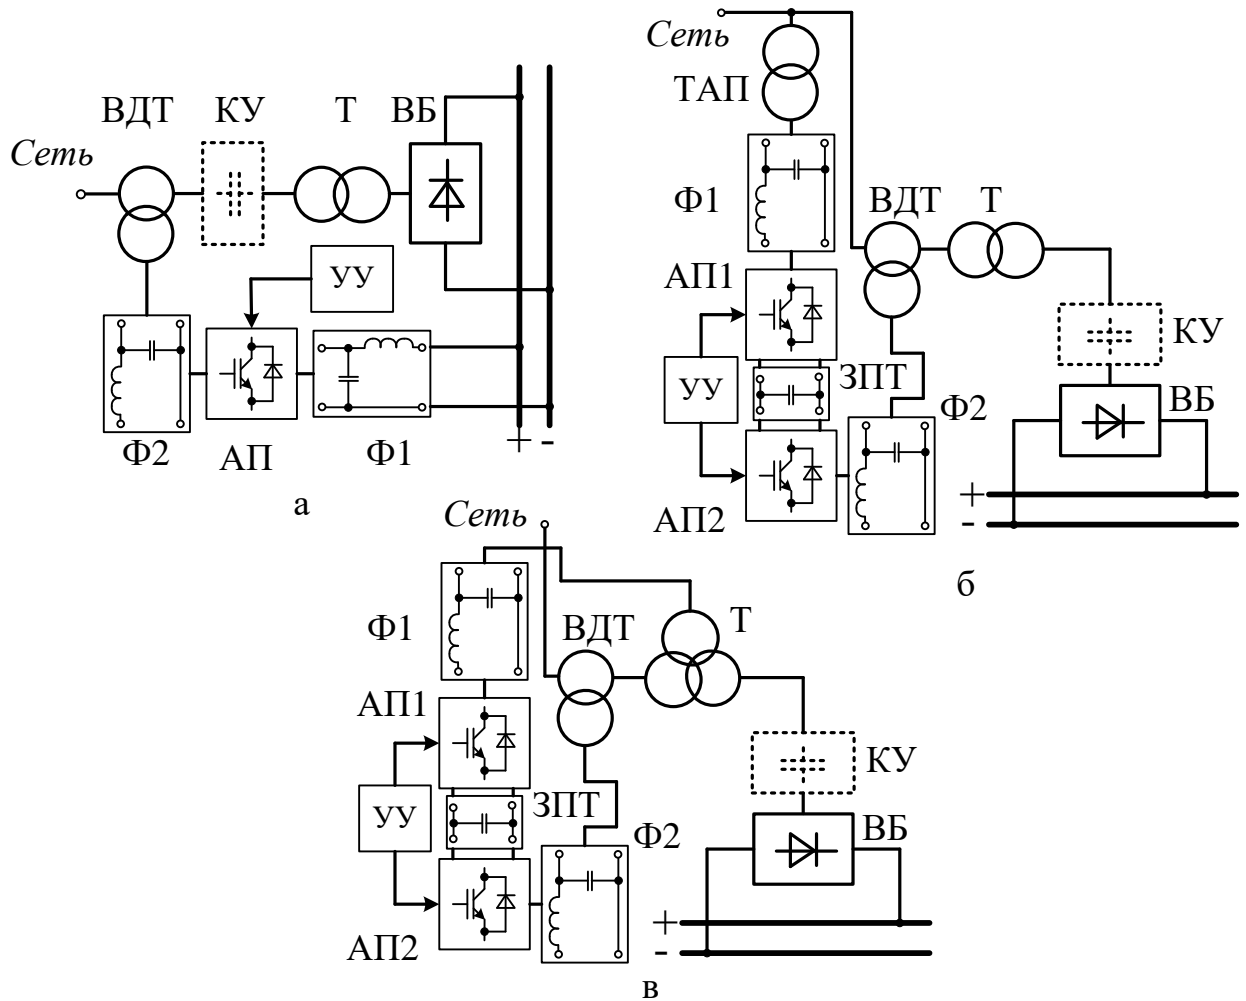 ВДТ КУ Т ВБ
Сеть
УУ
Ф2 АП Ф1
+ -
а
Сеть
ТАП
Ф1
ВДТ Т
АП1
КУ
УУ
ЗПТ
ВБ
Ф2
АП2
+
-
б
Сеть
Ф1
ВДТ Т
АП1
КУ
УУ
ЗПТ
ВБ
Ф2
АП2
+
-
в